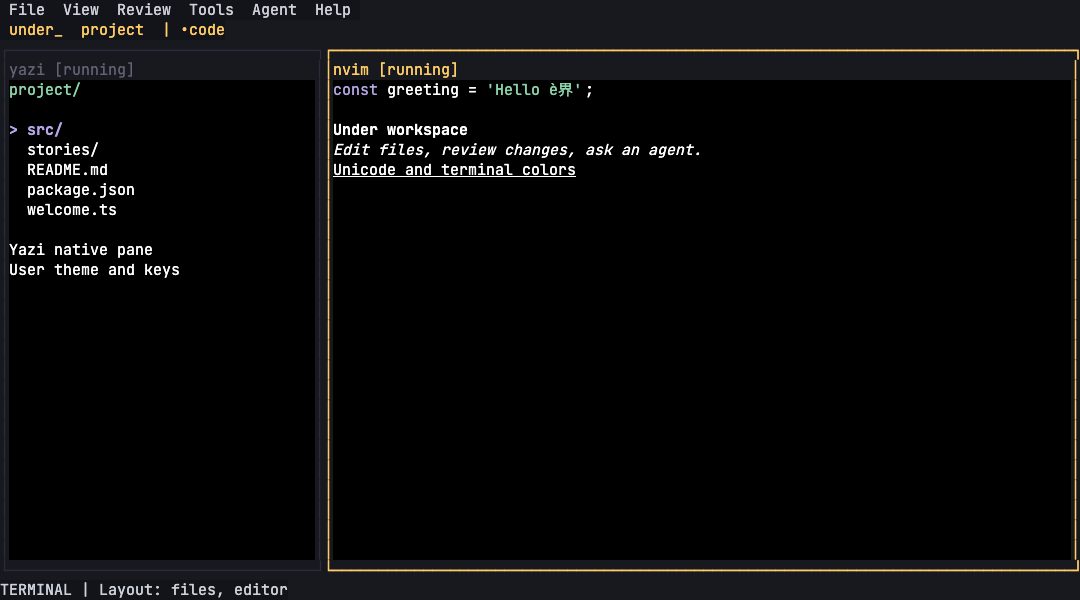 File  View  Review  Tools  Agent  Help
under_  project  | •code
yazi [running]
project/
> src/
stories/
README.md
package.json
welcome.ts
Yazi native pane
User theme and keys
nvim [running]
const greeting = 'Hello è界';
Under workspace
Edit files, review changes, ask an agent.
Unicode and terminal colors
TERMINAL | Layout: files, editor